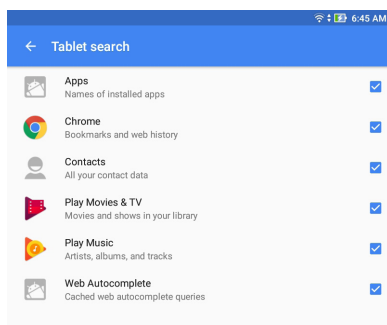 6:45 AM
Tablet search
Apps
Names of installed apps
Chrome
Bookmarks and web history
Contacts
All your contact data
Play Movies & TV
Movies and shows in your library
Play Music
Artists, albums, and tracks
Web Autocomplete
Cached web autocomplete queries